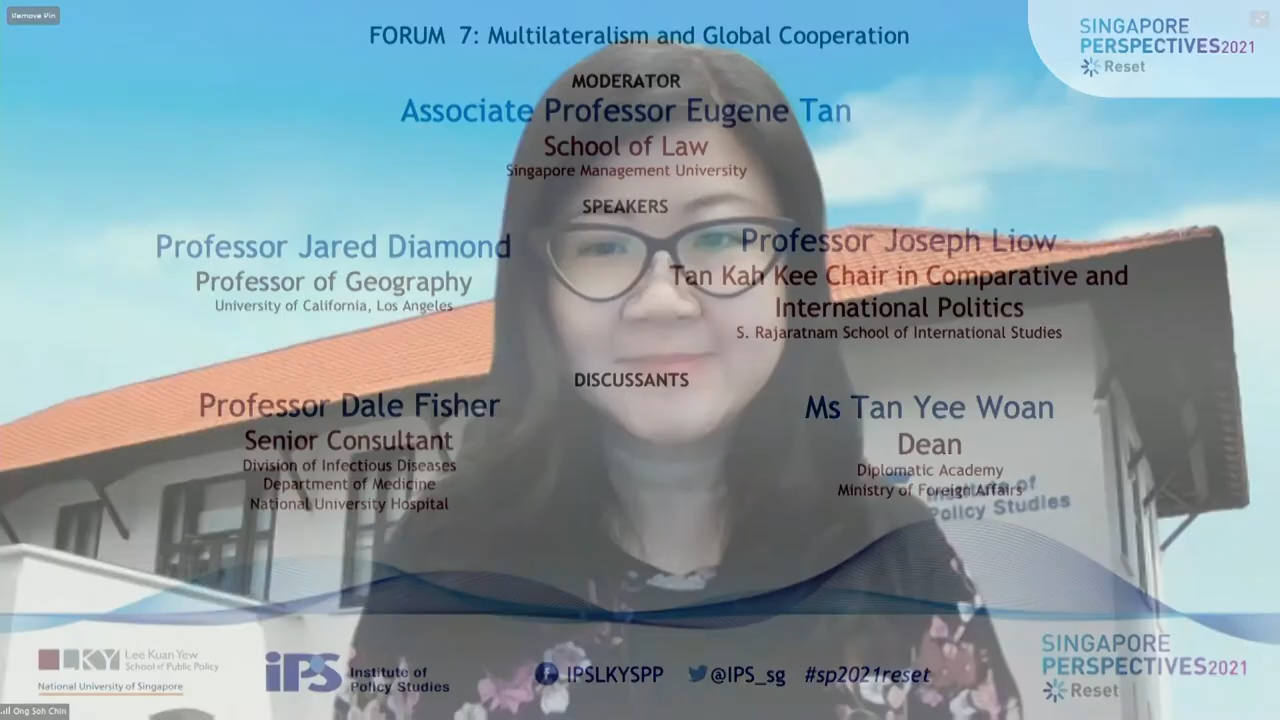 Remove Pin
FORUM 7: Multilateralism and Global Cooperation
SINGAPORE
PERSPECTIVES2021
Reset
MODERATOR
Associate Professor Eugene Tan
School of Law
Singapore Management University
SPEAKERS
Professor Jared Diamond
Professor of Geography
University of California, Los Angeles
Professor Joseph Liow
Tan Kah Kee Chair in Comparative and
International Politics
S. Rajaratnam School of International Studies
DISCUSSANTS
Professor Dale Fisher
Senior Consultant
Division of Infectious Diseases
Department of Medicine
National University Hospital
Ms Tan Yee Woan
Dean
Diplomatic Academy
Ministry of Foreign Affairs
Institute of
Policy Studies
LKY Lee Kuan Yew
School of Public Policy
National University of Singapore
iPS Institute of
Policy Studies
IPSLKYSPP @IPS_sg #sp2021reset
SINGAPORE
PERSPECTIVES2021
Reset
Ong Soh Chin